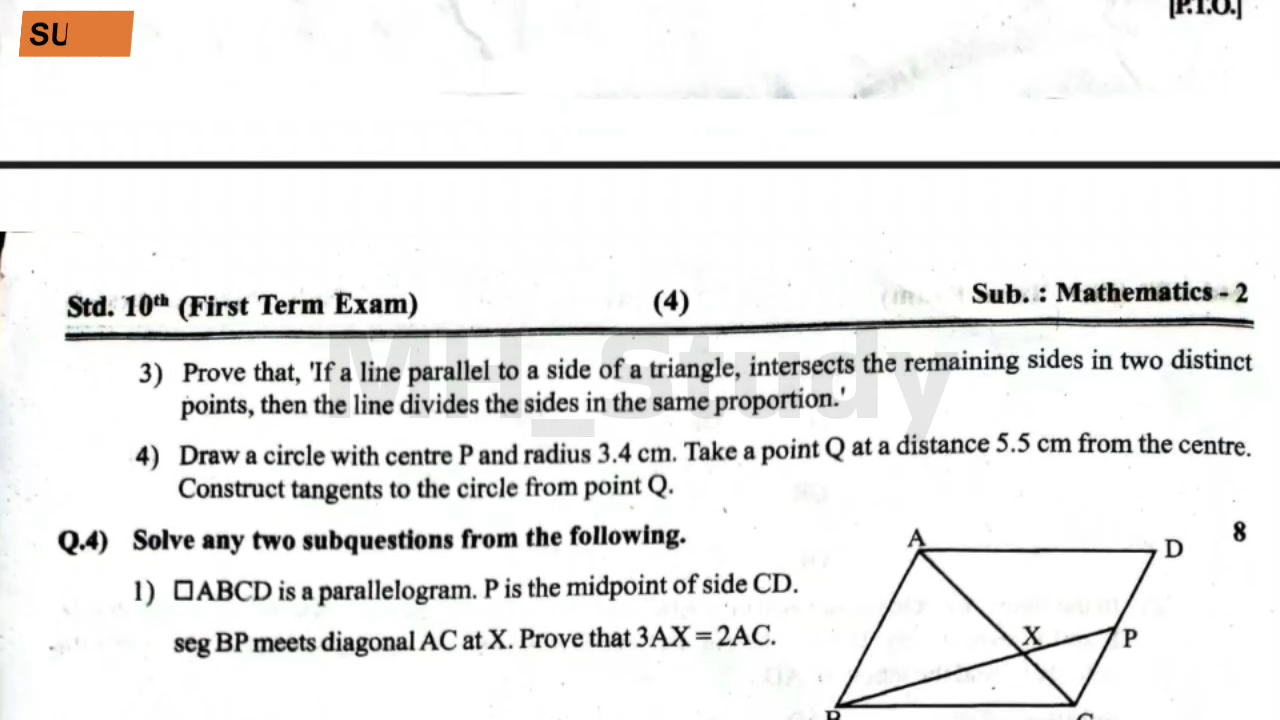 [P.T.O.]
SU
Std. 10th (First Term Exam) (4) Sub. : Mathematics - 2
MH_Study
3) Prove that, 'If a line parallel to a side of a triangle, intersects the remaining sides in two distinct
points, then the line divides the sides in the same proportion.'
4) Draw a circle with centre P and radius 3.4 cm. Take a point Q at a distance 5.5 cm from the centre.
Construct tangents to the circle from point Q.
Q.4) Solve any two subquestions from the following. 8
1) □ABCD is a parallelogram. P is the midpoint of side CD.
seg BP meets diagonal AC at X. Prove that 3AX = 2AC.
A
D
X
P
B
C